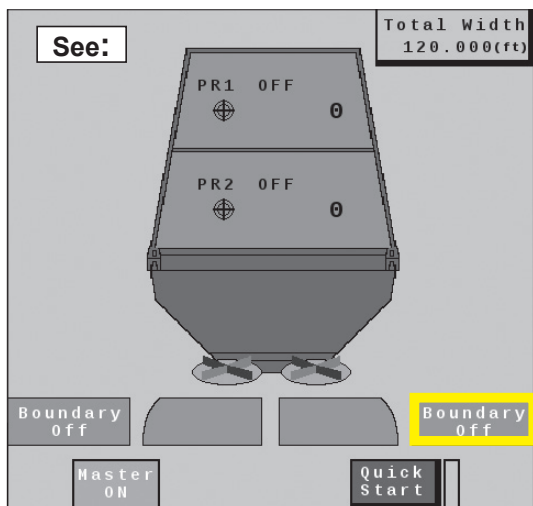 See:
Total Width
120.000(ft)
PR1 OFF
0
PR2 OFF
0
Boundary
Off
Boundary
Off
Master
ON
Quick
Start